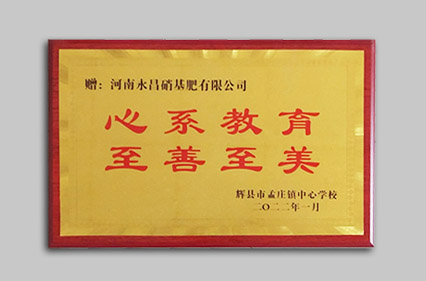 赠：河南永昌硝基肥有限公司
心系教育
至善至美
辉县市孟庄镇中心学校
二〇二二年一月